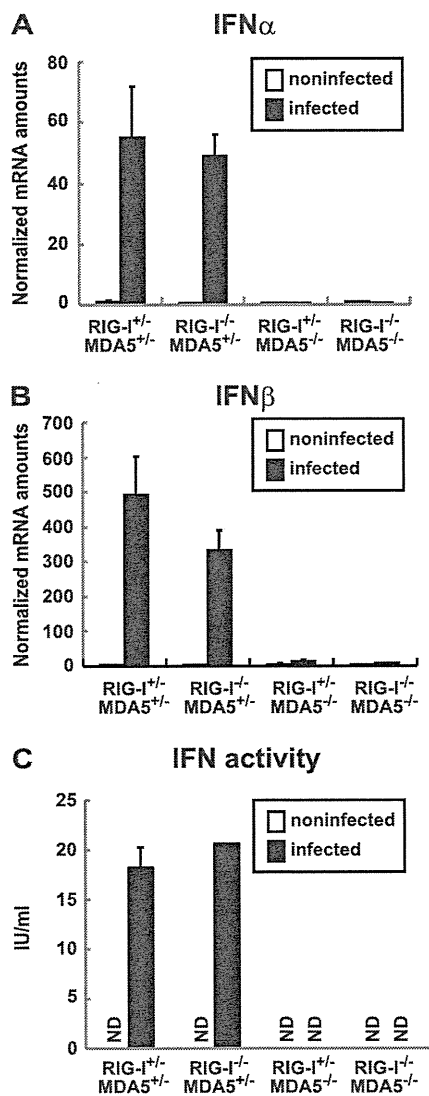 A IFNα
Normalized mRNA amounts
80
60
40
20
0
noninfected
infected
RIG-I+/- RIG-I-/- RIG-I+/- RIG-I-/-
MDA5+/- MDA5+/- MDA5-/- MDA5-/-
B IFNβ
Normalized mRNA amounts
700
600
500
400
300
200
100
0
noninfected
infected
RIG-I+/- RIG-I-/- RIG-I+/- RIG-I-/-
MDA5+/- MDA5+/- MDA5-/- MDA5-/-
C IFN activity
IU/ml
25
20
15
10
5
0
noninfected
infected
ND ND ND ND ND ND
RIG-I+/- RIG-I-/- RIG-I+/- RIG-I-/-
MDA5+/- MDA5+/- MDA5-/- MDA5-/-